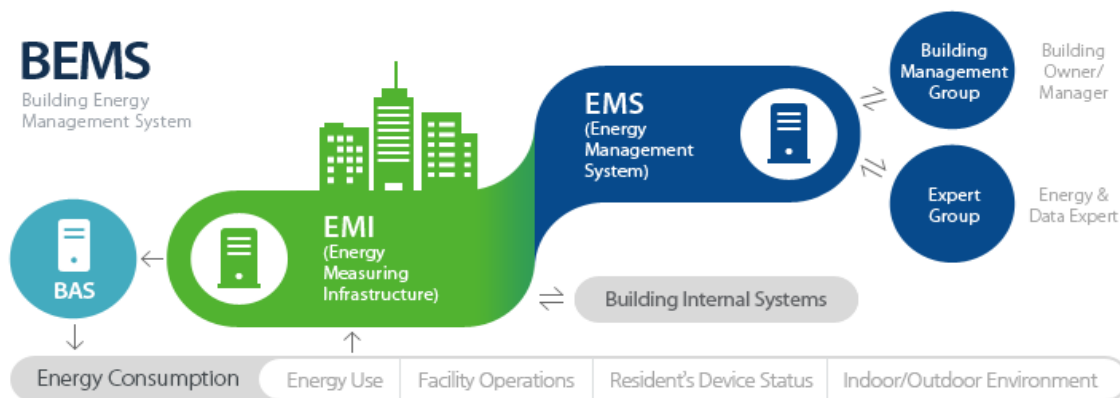 BEMS
Building Energy
Management System
EMS
(Energy
Management
System)
Building
Management
Group
Building
Owner/
Manager
Expert
Group
Energy &
Data Expert
EMI
(Energy
Measuring
Infrastructure)
BAS
Building Internal Systems
Energy Consumption
Energy Use
Facility Operations
Resident's Device Status
Indoor/Outdoor Environment